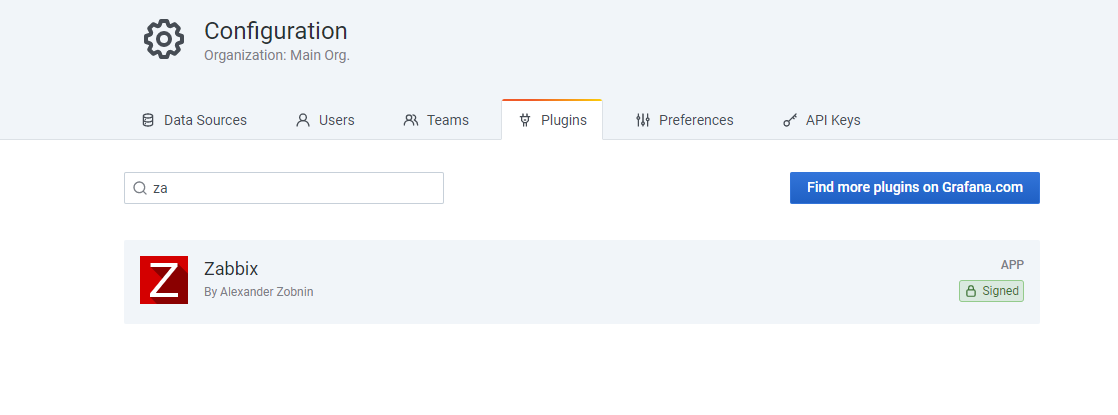 Configuration
Organization: Main Org.
Data Sources Users Teams Plugins Preferences API Keys
za Find more plugins on Grafana.com
Z Zabbix APP
By Alexander Zobnin Signed